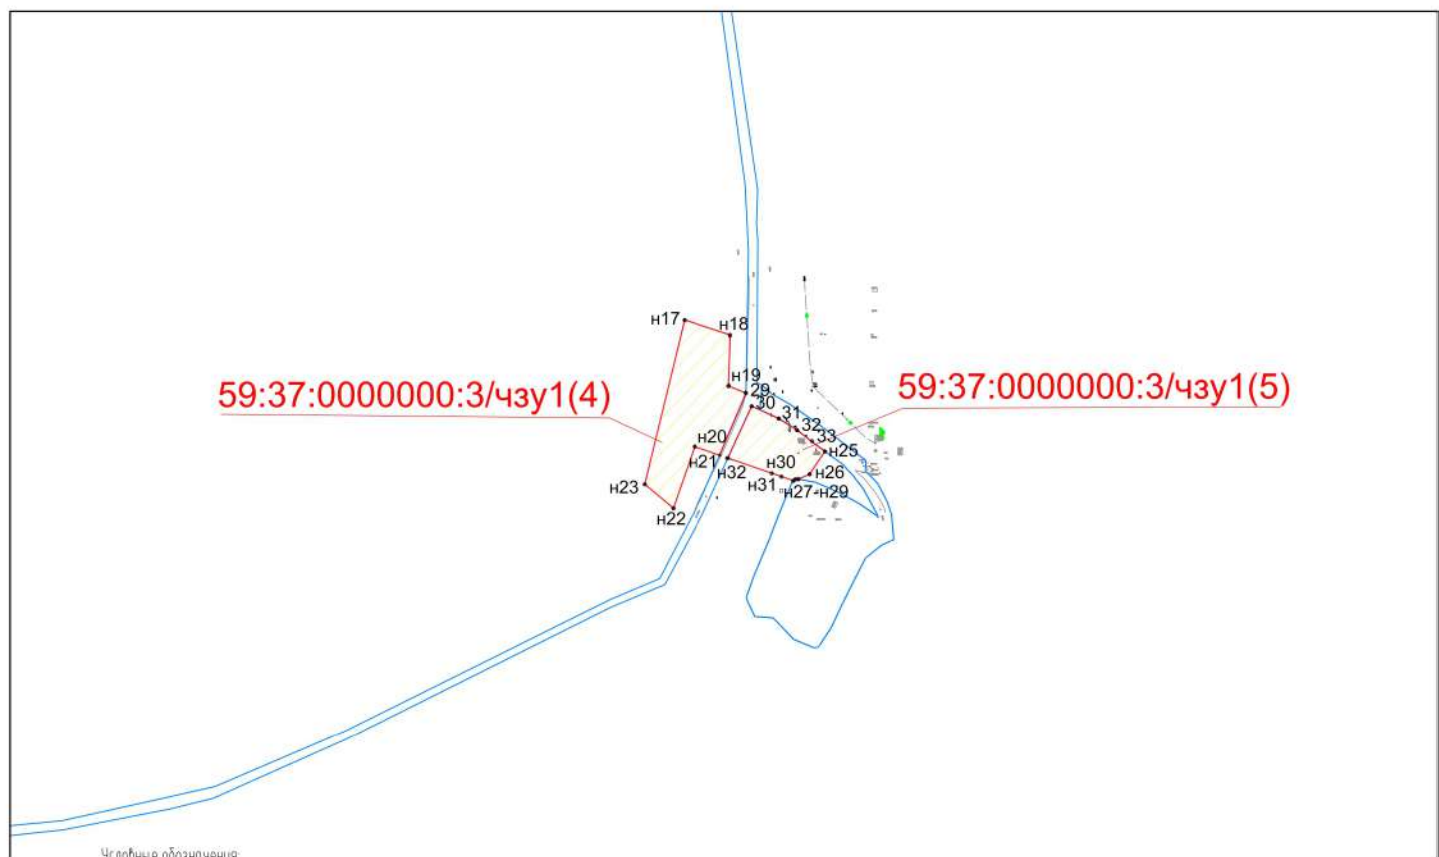 н17
н18
н19
29
59:37:0000000:3/чзу1(4)
59:37:0000000:3/чзу1(5)
30
31
32
33
н20
н25
н21
н32
н30
н26
н31
н27-н29
н23
н22
Условные обозначения: